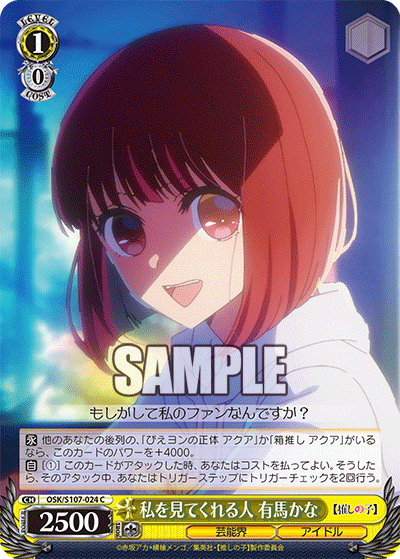 LEVEL
1
0
COST
SAMPLE
もしかして私のファンなんですか？
永 他のあなたの後列の、「ぴえヨンの正体 アクア」か「箱推し アクア」がいる
なら、このカードのパワーを＋4000。
自 [①] このカードがアタックした時、あなたはコストを払ってよい。そうした
ら、そのアタック中、あなたはトリガーステップにトリガーチェックを2回行う。
CH OSK/S107-024 C
2500
私を見てくれる人 有馬かな
【推しの子】
芸能界
アイドル
©赤坂アカ×横槍メンゴ／集英社・【推しの子】製作委員会